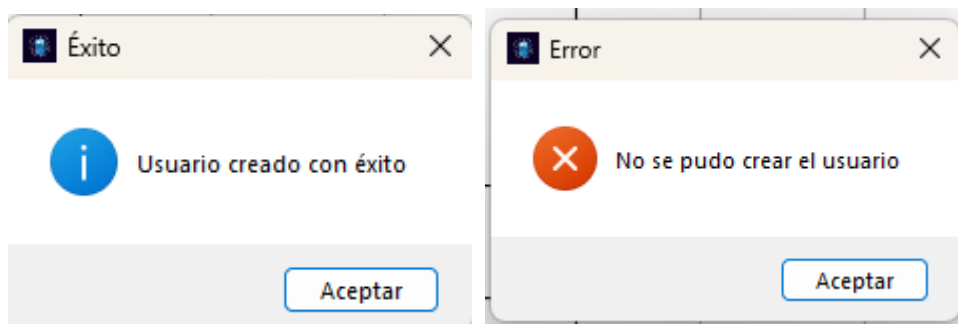 Éxito
Usuario creado con éxito
Aceptar
Error
No se pudo crear el usuario
Aceptar